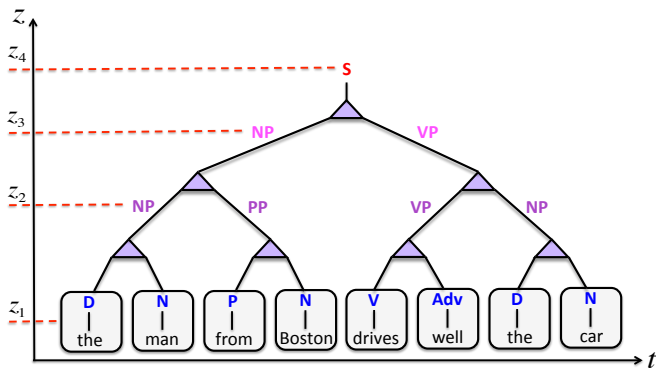 z
z4
S
z3
NP VP
z2
NP PP VP NP
D N P N V Adv D N
z1
the man from Boston drives well the car
t